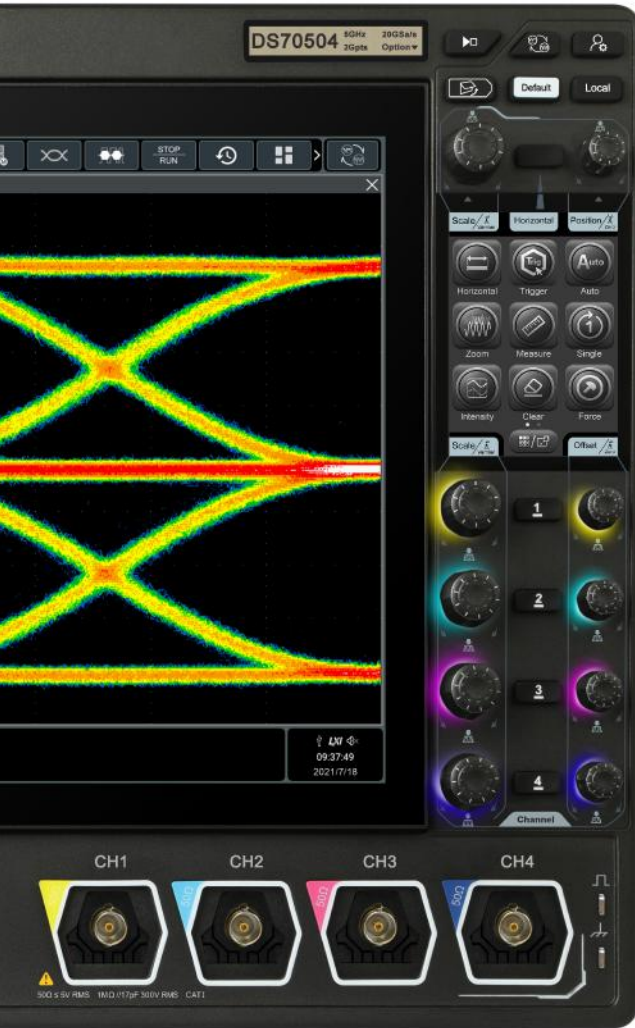 DS70504 5GHz 20GSa/s
2Gpts Option▼
Default Local
STOP
RUN
Scale Horizontal Position
Horizontal Trigger Auto
Zoom Measure Single
Intensity Clear Force
Scale Offset
1
2
3
4
Channel
LXI
09:37:49
2021/7/18
CH1 CH2 CH3 CH4
50Ω 50Ω 50Ω
50Ω ≤ 5V RMS 1MΩ //17pF 300V RMS CAT I